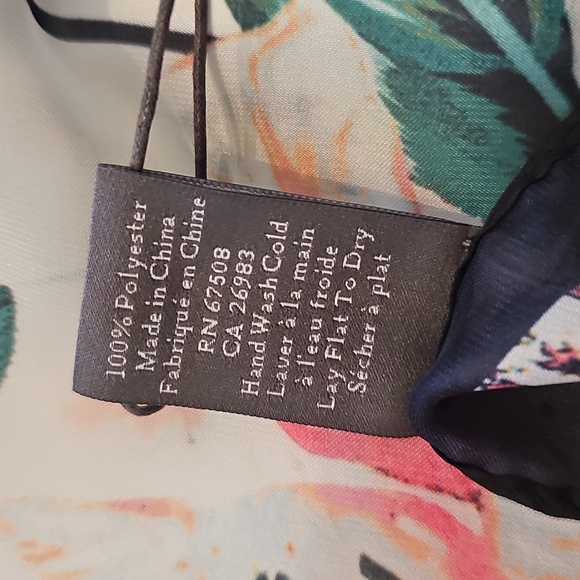 100% Polyester
Made in China
Fabriqué en Chine
RN 67508
CA 26983
Hand Wash Cold
Laver à la main
à l'eau froide
Lay Flat To Dry
Sécher à plat